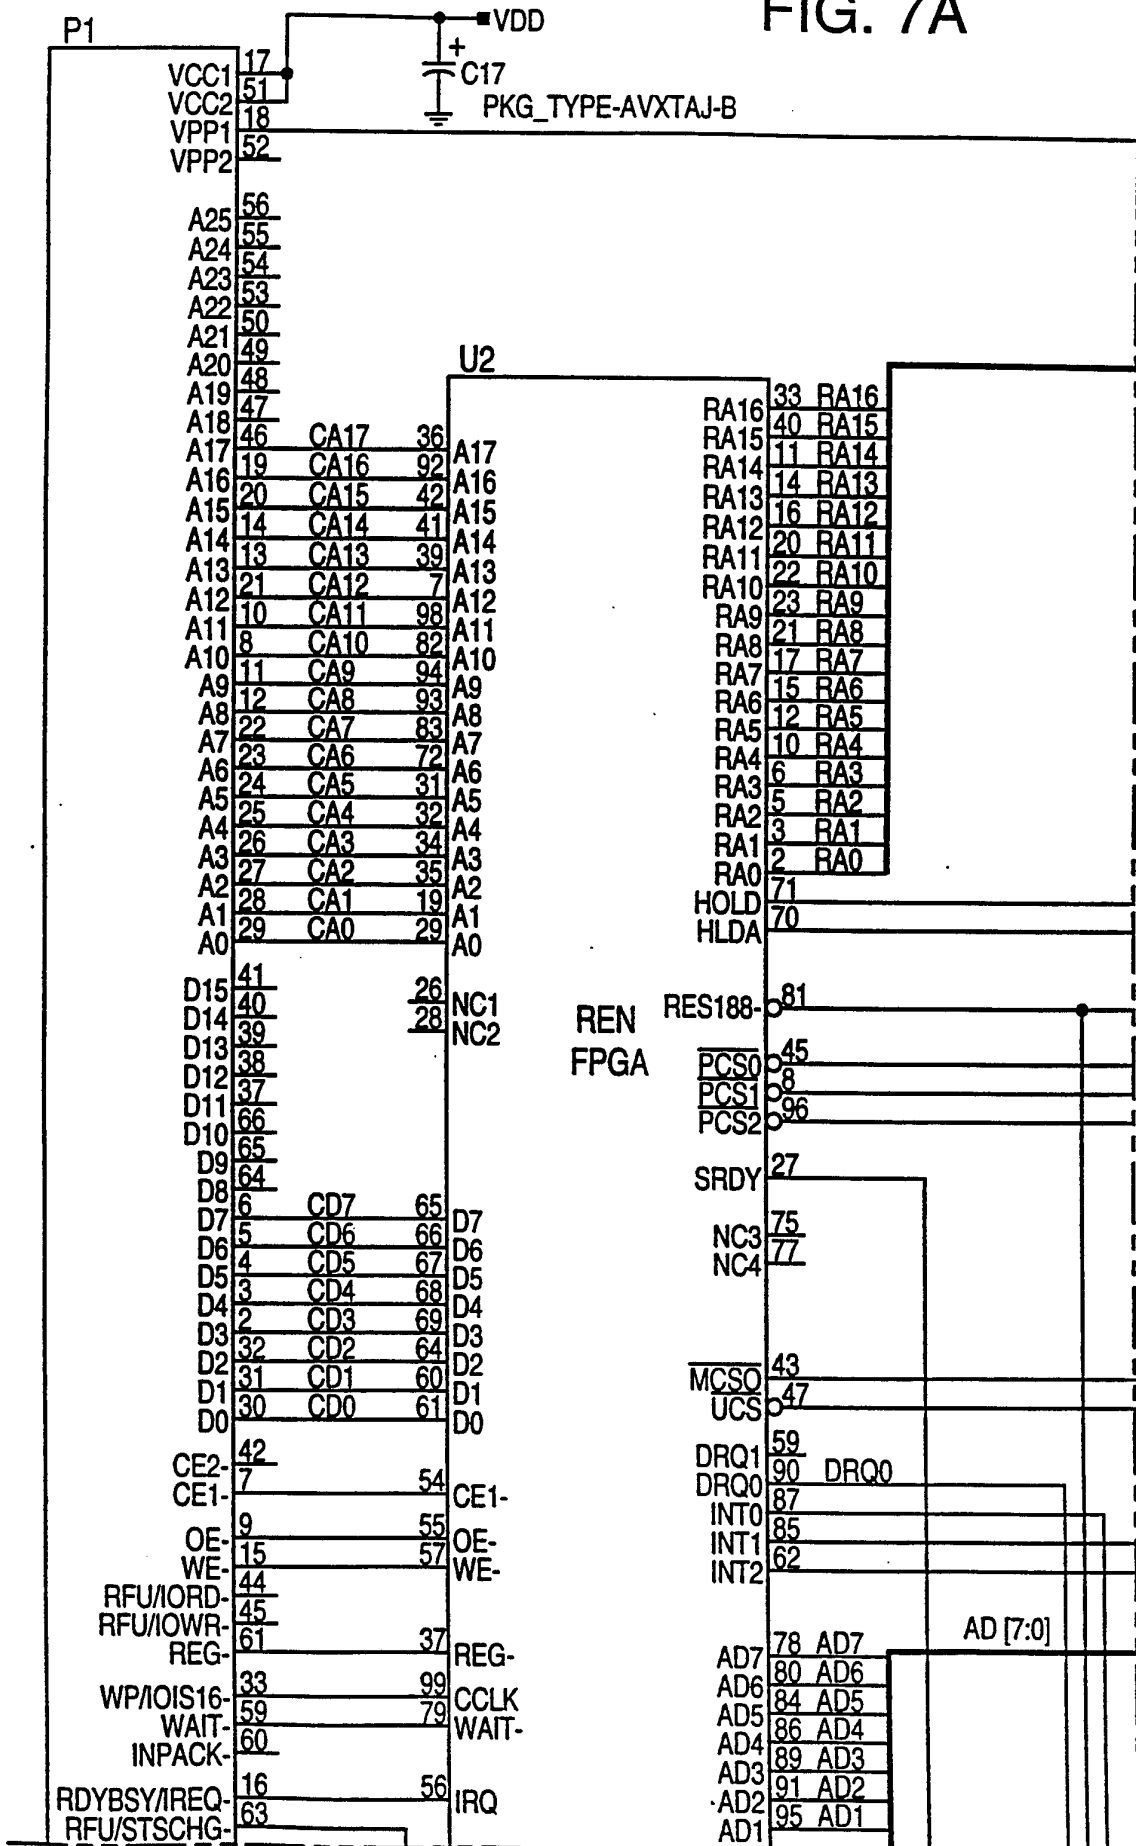 FIG. 7A
P1
VDD
+
C17
PKG_TYPE-AVXTAJ-B
VCC1 17
VCC2 51
VPP1 18
VPP2 52
A25 56
A24 55
A23 54
A22 53
A21 50
A20 49
A19 48
A18 47
A17 46 CA17 36 A17
A16 19 CA16 92 A16
A15 20 CA15 42 A15
A14 14 CA14 41 A14
A13 13 CA13 39 A13
A12 21 CA12 7 A12
A11 10 CA11 98 A11
A10 8 CA10 82 A10
A9 11 CA9 94 A9
A8 12 CA8 93 A8
A7 22 CA7 83 A7
A6 23 CA6 72 A6
A5 24 CA5 31 A5
A4 25 CA4 32 A4
A3 26 CA3 34 A3
A2 27 CA2 35 A2
A1 28 CA1 19 A1
A0 29 CA0 29 A0
D15 41
D14 40
D13 39
D12 38
D11 37
D10 66
D9 65
D8 64
D7 6 CD7 65 D7
D6 5 CD6 66 D6
D5 4 CD5 67 D5
D4 3 CD4 68 D4
D3 2 CD3 69 D3
D2 32 CD2 64 D2
D1 31 CD1 60 D1
D0 30 CD0 61 D0
CE2- 42
CE1- 7 54 CE1-
OE- 9 55 OE-
WE- 15 57 WE-
RFU/IORD- 44
RFU/IOWR- 45
REG- 61 37 REG-
WP/IOIS16- 33 99 CCLK
WAIT- 59 79 WAIT-
INPACK- 60
RDYBSY/IREQ- 16 56 IRQ
RFU/STSCHG- 63
U2
26 NC1
28 NC2
REN
FPGA
RA16 33 RA16
RA15 40 RA15
RA14 11 RA14
RA13 14 RA13
RA12 16 RA12
RA11 20 RA11
RA10 22 RA10
RA9 23 RA9
RA8 21 RA8
RA7 17 RA7
RA6 15 RA6
RA5 12 RA5
RA4 10 RA4
RA3 6 RA3
RA2 5 RA2
RA1 3 RA1
RA0 2 RA0
HOLD 71
HLDA 70
RES188- 81
PCS0 45
PCS1 8
PCS2 96
SRDY 27
NC3 75
NC4 77
MCSO 43
UCS 47
DRQ1 59
DRQ0 90 DRQ0
INT0 87
INT1 85
INT2 62
AD [7:0]
AD7 78 AD7
AD6 80 AD6
AD5 84 AD5
AD4 86 AD4
AD3 89 AD3
AD2 91 AD2
AD1 95 AD1